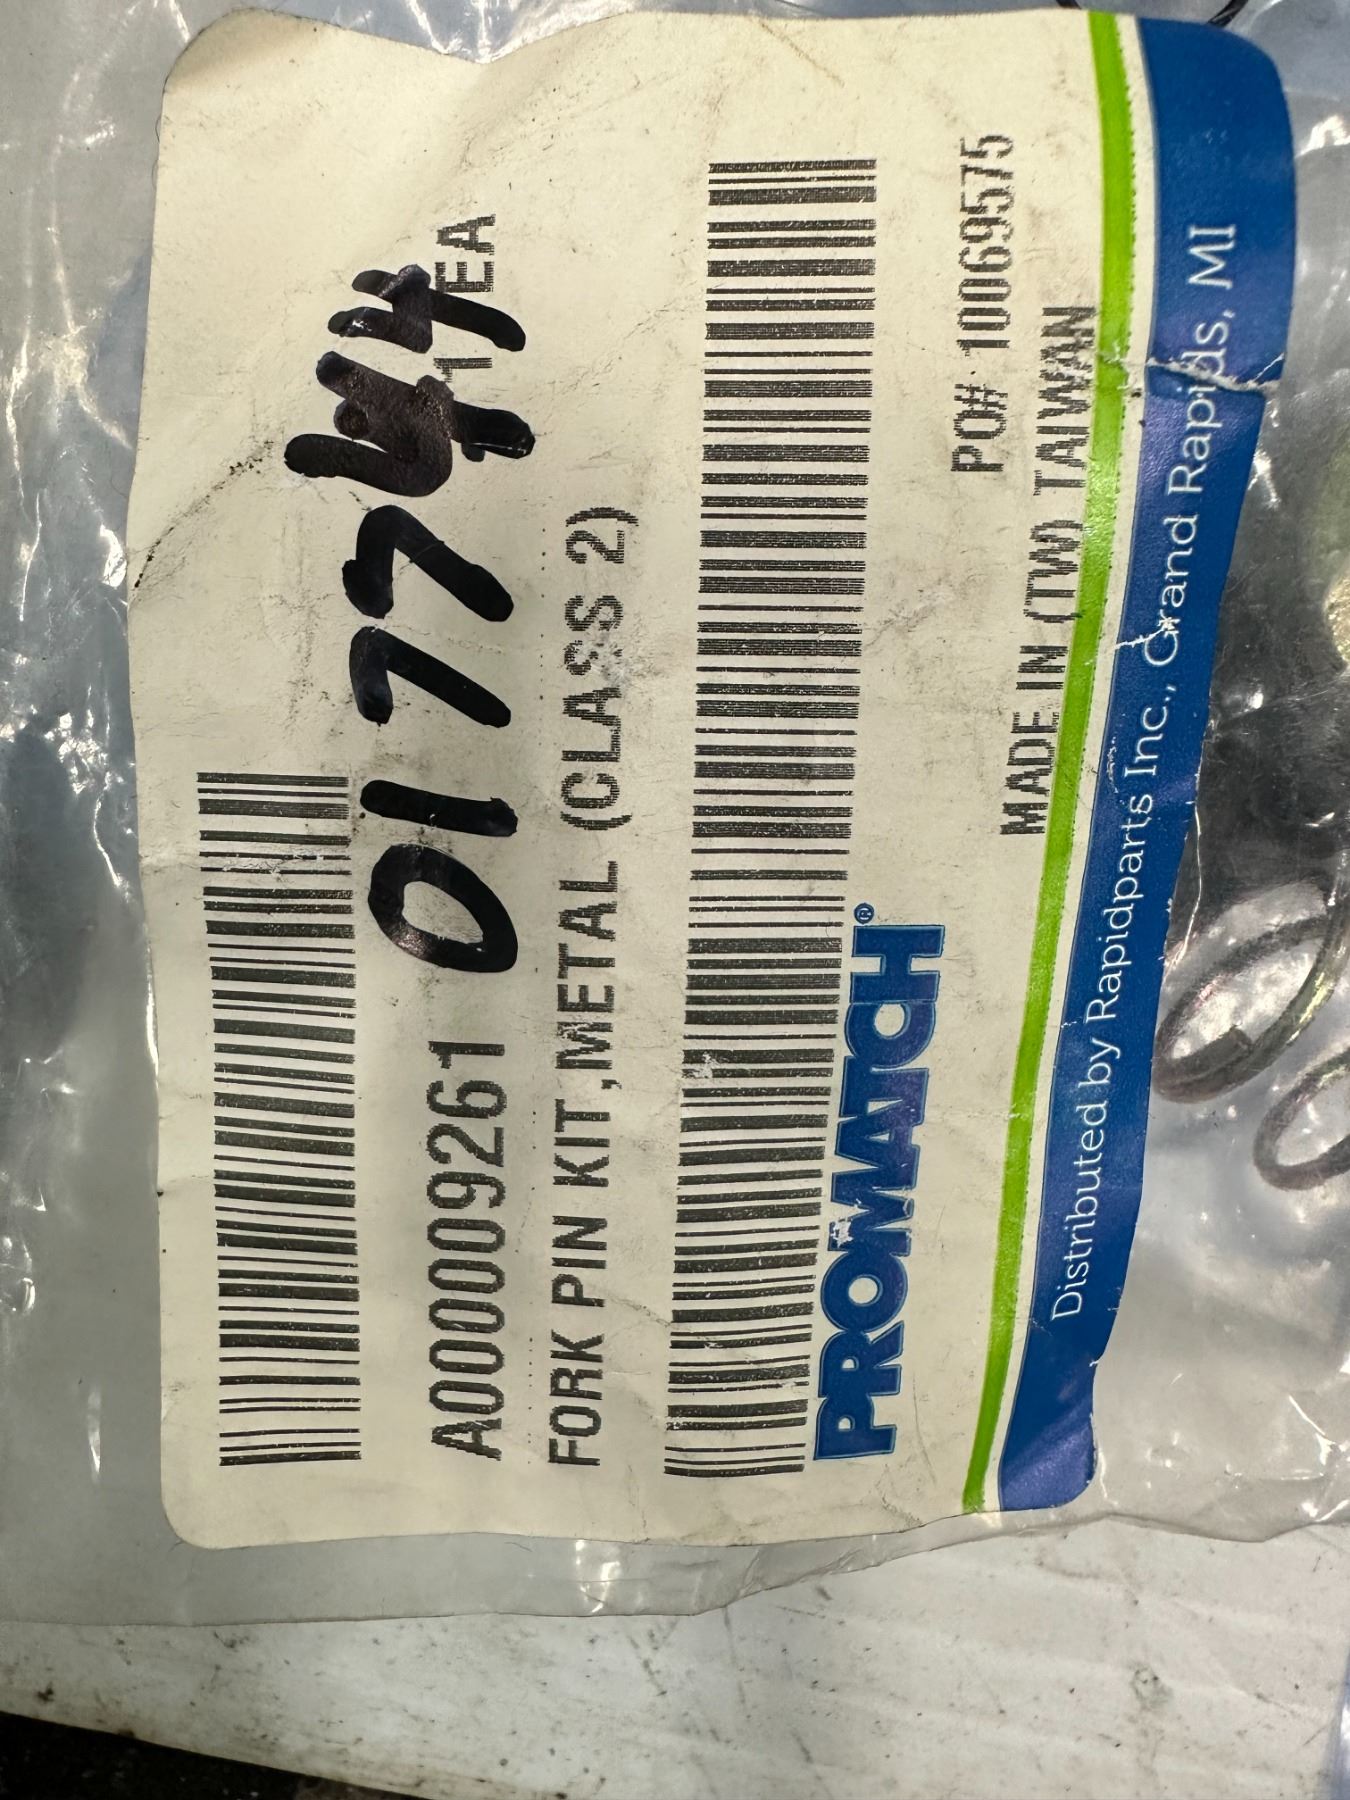 A000009261 017744
1 EA
FORK PIN KIT,METAL (CLASS 2)
PROMATCH®
PO# 10069575
MADE IN (TW) TAIWAN
Distributed by Rapidparts Inc., Grand Rapids, MI